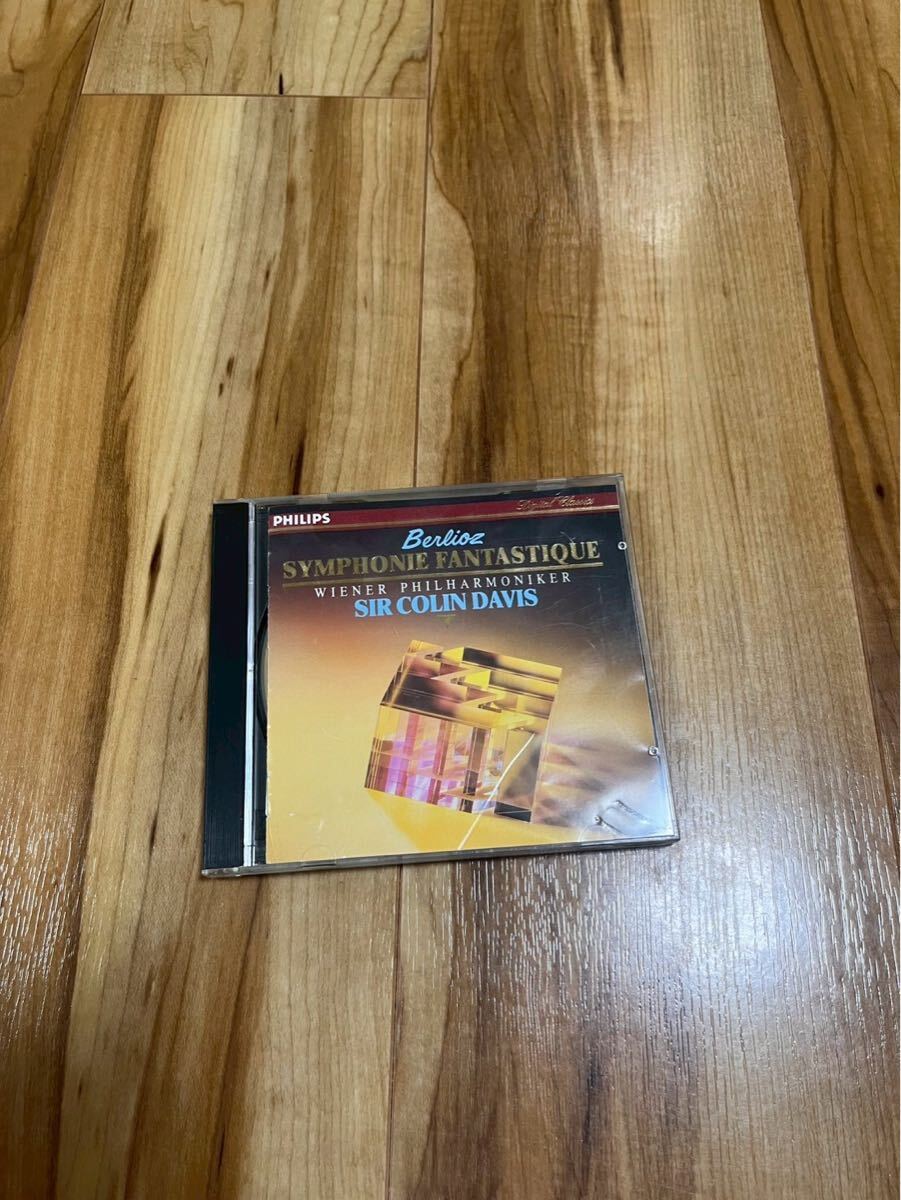 PHILIPS
Digital Classics
Berlioz
SYMPHONIE FANTASTIQUE
WIENER PHILHARMONIKER
SIR COLIN DAVIS